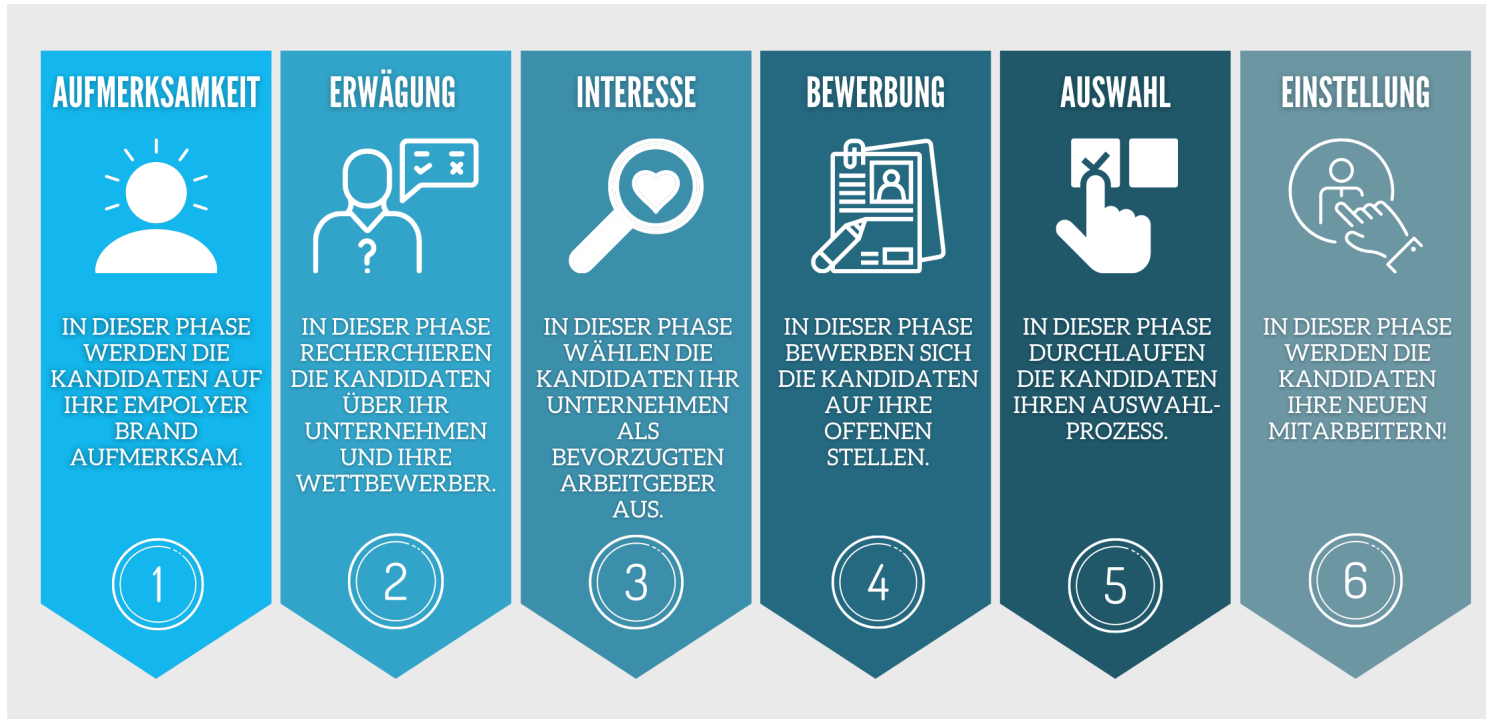 AUFMERKSAMKEIT
IN DIESER PHASE
WERDEN DIE
KANDIDATEN AUF
IHRE EMPOLYER
BRAND
AUFMERKSAM.
1
ERWÄGUNG
?
IN DIESER PHASE
RECHERCHIEREN
DIE KANDIDATEN
ÜBER IHR
UNTERNEHMEN
UND IHRE
WETTBEWERBER.
2
INTERESSE
IN DIESER PHASE
WÄHLEN DIE
KANDIDATEN IHR
UNTERNEHMEN
ALS
BEVORZUGTEN
ARBEITGEBER
AUS.
3
BEWERBUNG
IN DIESER PHASE
BEWERBEN SICH
DIE KANDIDATEN
AUF IHRE
OFFENEN
STELLEN.
4
AUSWAHL
IN DIESER PHASE
DURCHLAUFEN
DIE KANDIDATEN
IHREN AUSWAHL-
PROZESS.
5
EINSTELLUNG
IN DIESER PHASE
WERDEN DIE
KANDIDATEN
IHRE NEUEN
MITARBEITERN!
6